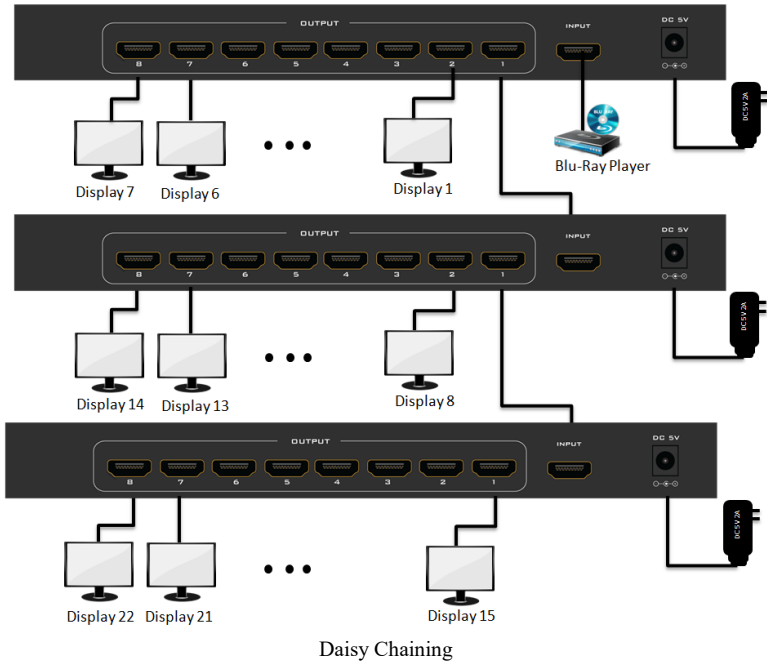 OUTPUT
INPUT
DC 5V
8 7 6 5 4 3 2 1
DC 5V 2A
BLU-RAY
Blu-Ray Player
Display 7 Display 6 Display 1
OUTPUT
INPUT
DC 5V
8 7 6 5 4 3 2 1
DC 5V 2A
Display 14 Display 13 Display 8
OUTPUT
INPUT
DC 5V
8 7 6 5 4 3 2 1
DC 5V 2A
Display 22 Display 21 Display 15
Daisy Chaining